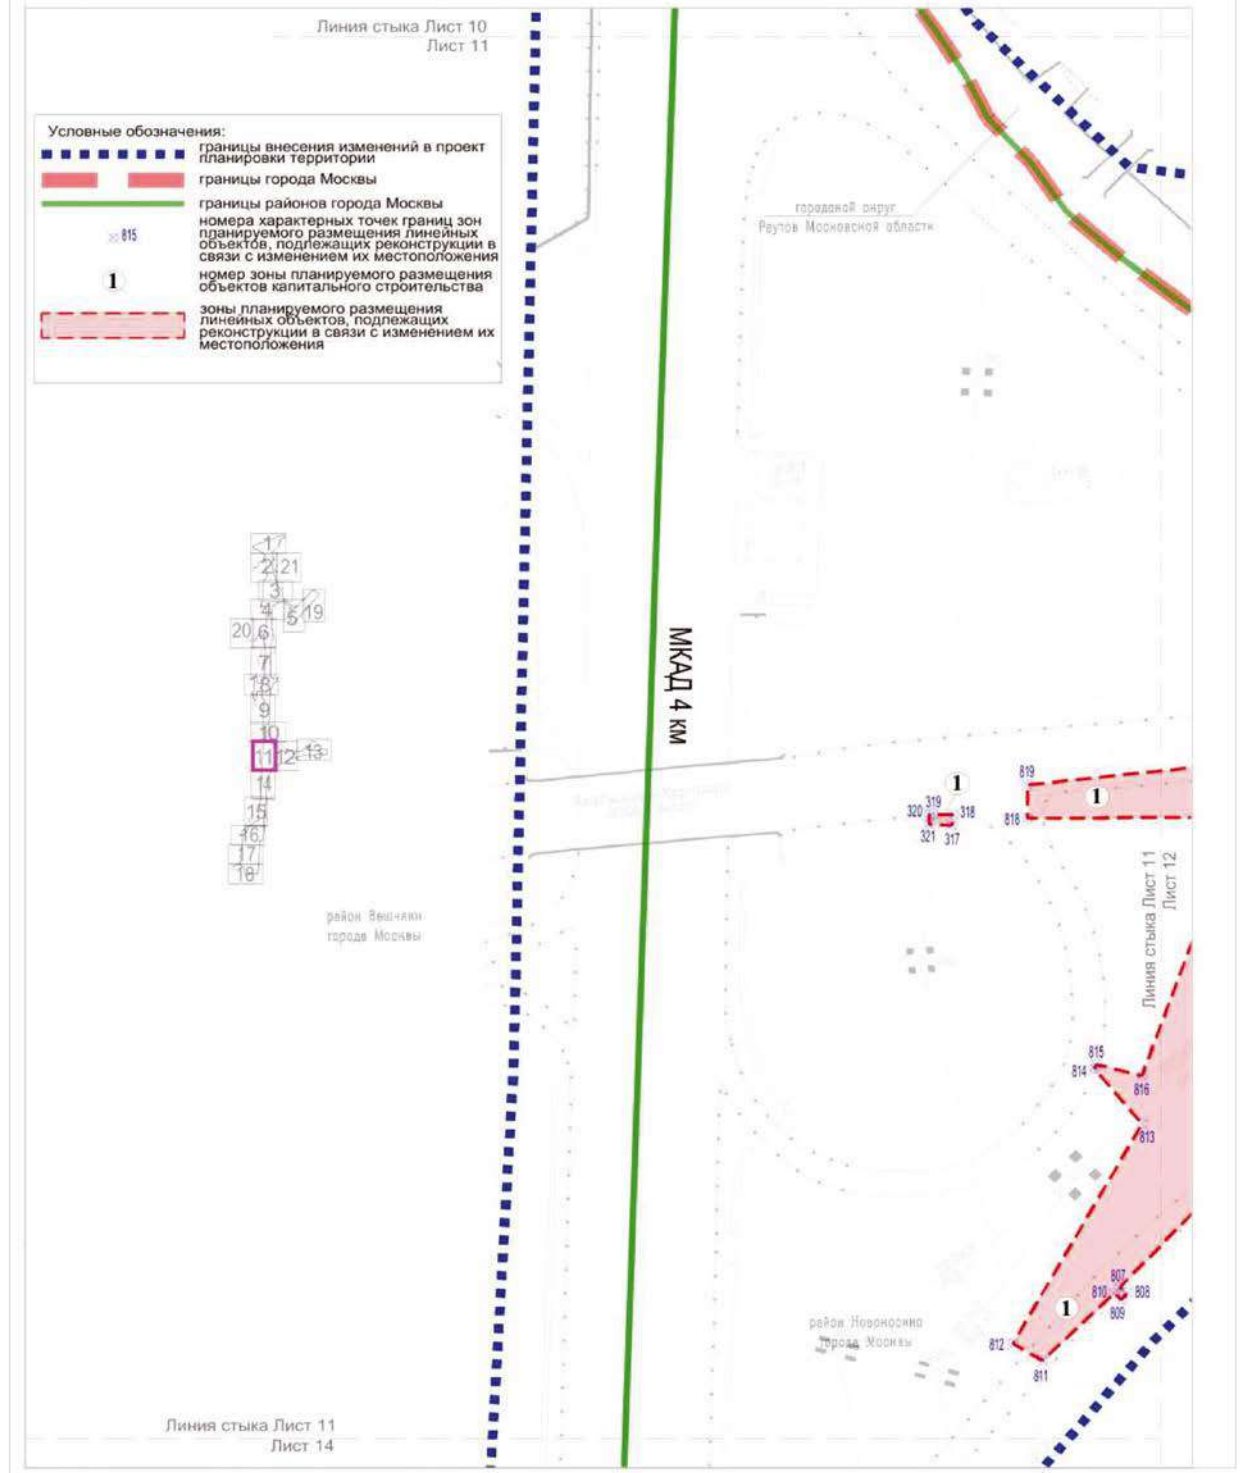 Линия стыка Лист 10
Лист 11
Условные обозначения:
границы внесения изменений в проект
планировки территории
границы города Москвы
границы районов города Москвы
номера характерных точек границ зон
планируемого размещения линейных
объектов, подлежащих реконструкции в
связи с изменением их местоположения
815
номер зоны планируемого размещения
объектов капитального строительства
1
зоны планируемого размещения
линейных объектов, подлежащих
реконструкции в связи с изменением их
местоположения
городской округ
Реутов Московской области
1
2 21
3
4 5 19
20 6
7
8
9
10
11 12 13
14
15
16
17
18
МКАД 4 км
819
818
1
1
319
320
318
321
317
Линия стыка Лист 11
Лист 12
район Вешняки
города Москвы
815
814
816
813
807
810
808
809
1
812
811
район Новокосино
города Москвы
Линия стыка Лист 11
Лист 14